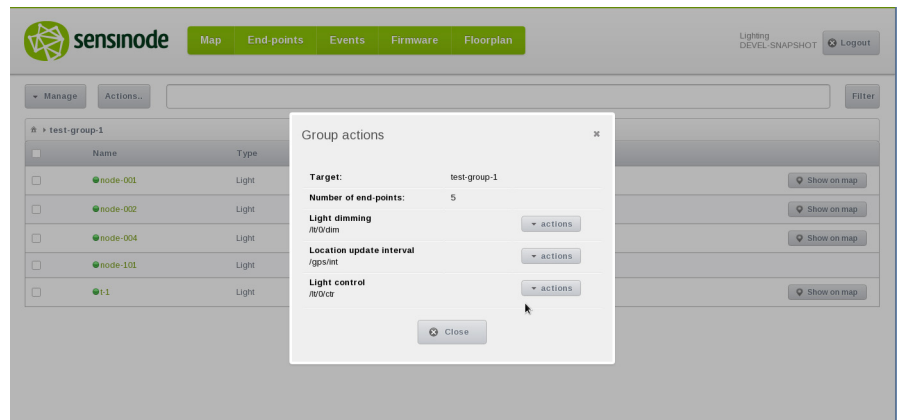 sensinode
Map End-points Events Firmware Floorplan
Lighting
DEVEL-SNAPSHOT
Logout
Manage Actions.. Filter
test-group-1
Name Type
node-001 Light Show on map
node-002 Light Show on map
node-004 Light Show on map
node-101 Light
t-1 Light Show on map
Group actions
Target: test-group-1
Number of end-points: 5
Light dimming
/lt/0/dim
actions
Location update interval
/gps/int
actions
Light control
/lt/0/ctr
actions
Close